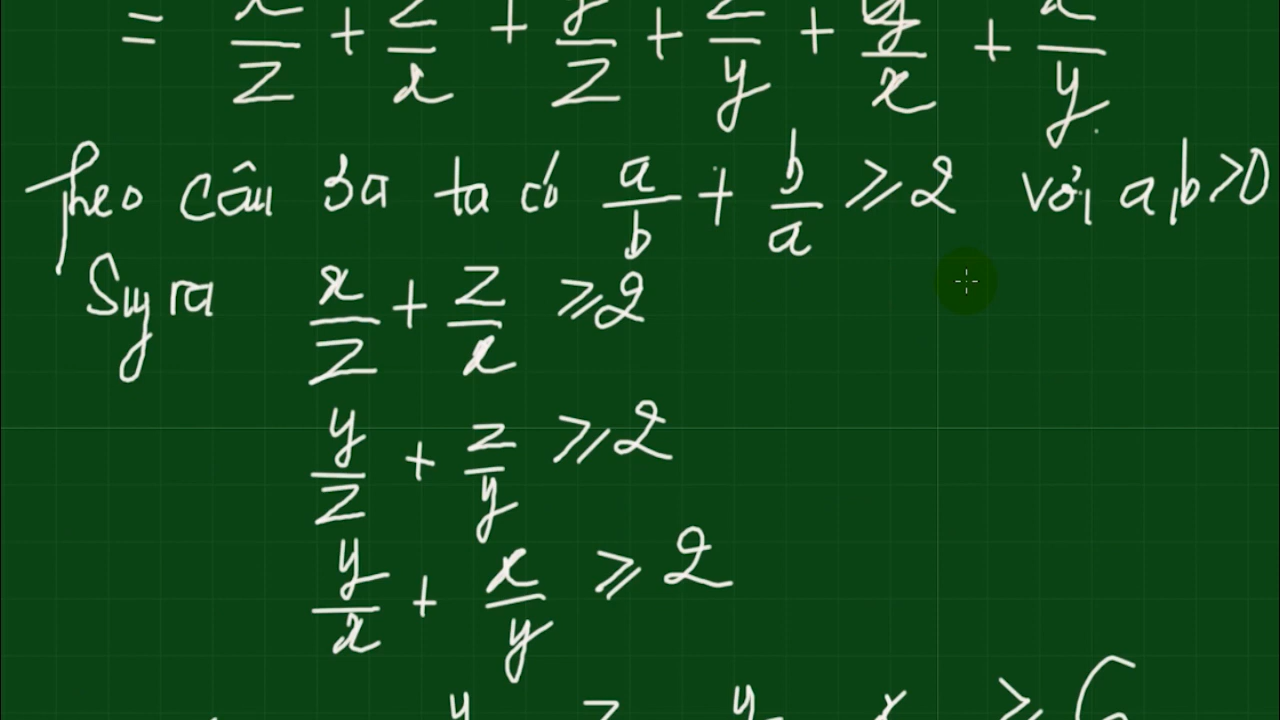 = x/z + z/x + y/z + z/y + y/x + x/y
Theo câu 3a ta có a/b + b/a ⩾ 2 với a,b > 0
Suy ra x/z + z/x ⩾ 2
y/z + z/y ⩾ 2
y/x + x/y ⩾ 2